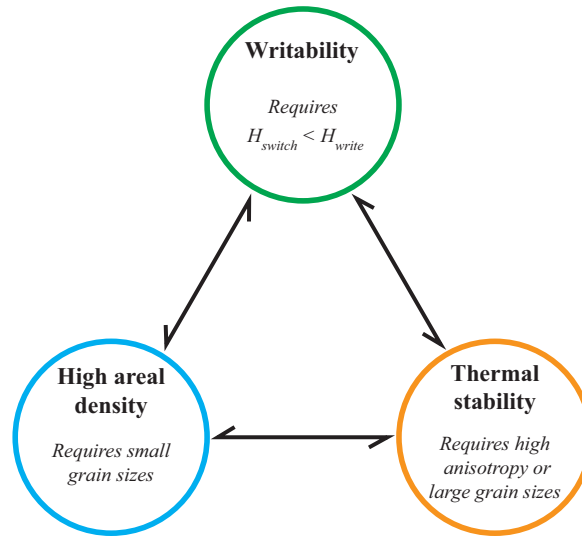 Writability
Requires
H_switch < H_write
High areal
density
Requires small
grain sizes
Thermal
stability
Requires high
anisotropy or
large grain sizes